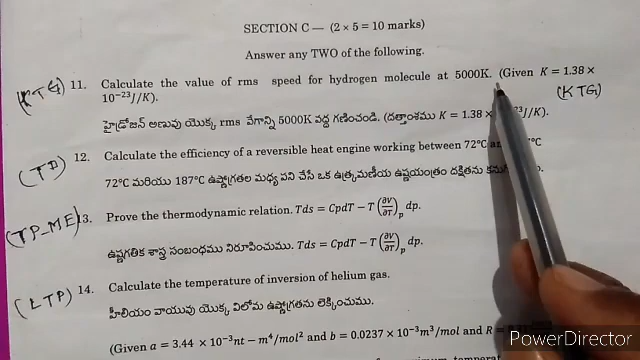 SECTION C — (2 × 5 = 10 marks)
Answer any TWO of the following.
(KTG) 11. Calculate the value of rms speed for hydrogen molecule at 5000K. (Given K = 1.38 ×
10⁻²³J//K).
(KTG)
హైడ్రోజన్ అణువు యొక్క rms వేగాన్ని 5000K వద్ద గణించండి. (దత్తాంశము K = 1.38 × ²³J//K).
(TD) 12. Calculate the efficiency of a reversible heat engine working between 72°C °C
72°C మరియు 187°C ఉష్ణోగ్రతల మధ్య పని చేసే ఒక ఉత్క్రమణీయ ఉష్ణయంత్రం దక్షతను
(TP-ME) 13. Prove the thermodynamic relation. Tds = CpdT − T(∂V/∂T)ₚ dp.
ఉష్ణగతిక శాస్త్ర సంబంధము నిరూపించుము. Tds = CpdT − T(∂V/∂T)ₚ dp.
(LTP) 14. Calculate the temperature of inversion of helium gas.
హీలియం వాయువు యొక్క విలోమ ఉష్ణోగ్రతను లెక్కించుము.
(Given a = 3.44 × 10⁻³nt − m⁴/mol² and b = 0.0237 × 10⁻³m³/mol and R =
PowerDirector